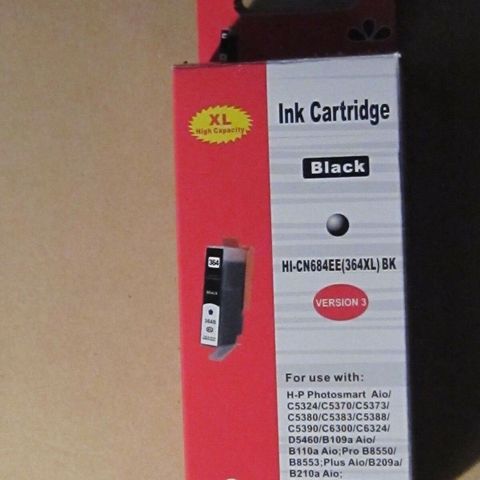 XL
High Capacity
Ink Cartridge
Black
HI-CN684EE(364XL) BK
VERSION 3
364
BLACK
For use with:
H-P Photosmart Aio/
C5324/C5370/C5373/
C5380/C5383/C5388/
C5390/C6300/C6324/
D5460/B109a Aio/
B110a Aio;Pro B8550/
B8553;Plus Aio/B209a/
B210a Aio;